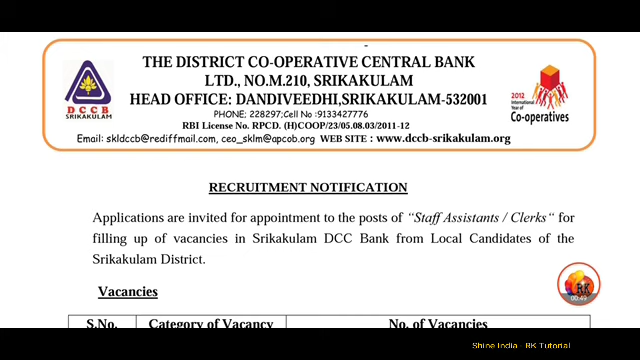 THE DISTRICT CO-OPERATIVE CENTRAL BANK
LTD., NO.M.210, SRIKAKULAM
HEAD OFFICE: DANDIVEEDHI,SRIKAKULAM-532001
PHONE: 228297;Cell No :9133427776
RBI License No. RPCD. (H)COOP/23/05.08.03/2011-12
Email: skldccb@rediffmail.com, ceo_sklm@apcob.org WEB SITE : www.dccb-srikakulam.org
D C C B
SRIKAKULAM
2012
International
Year of
Co-operatives
RECRUITMENT NOTIFICATION
Applications are invited for appointment to the posts of “Staff Assistants / Clerks“ for
filling up of vacancies in Srikakulam DCC Bank from Local Candidates of the
Srikakulam District.
Vacancies
S.No. Category of Vacancy No. of Vacancies
RK
00:49
Shine India - RK Tutorial